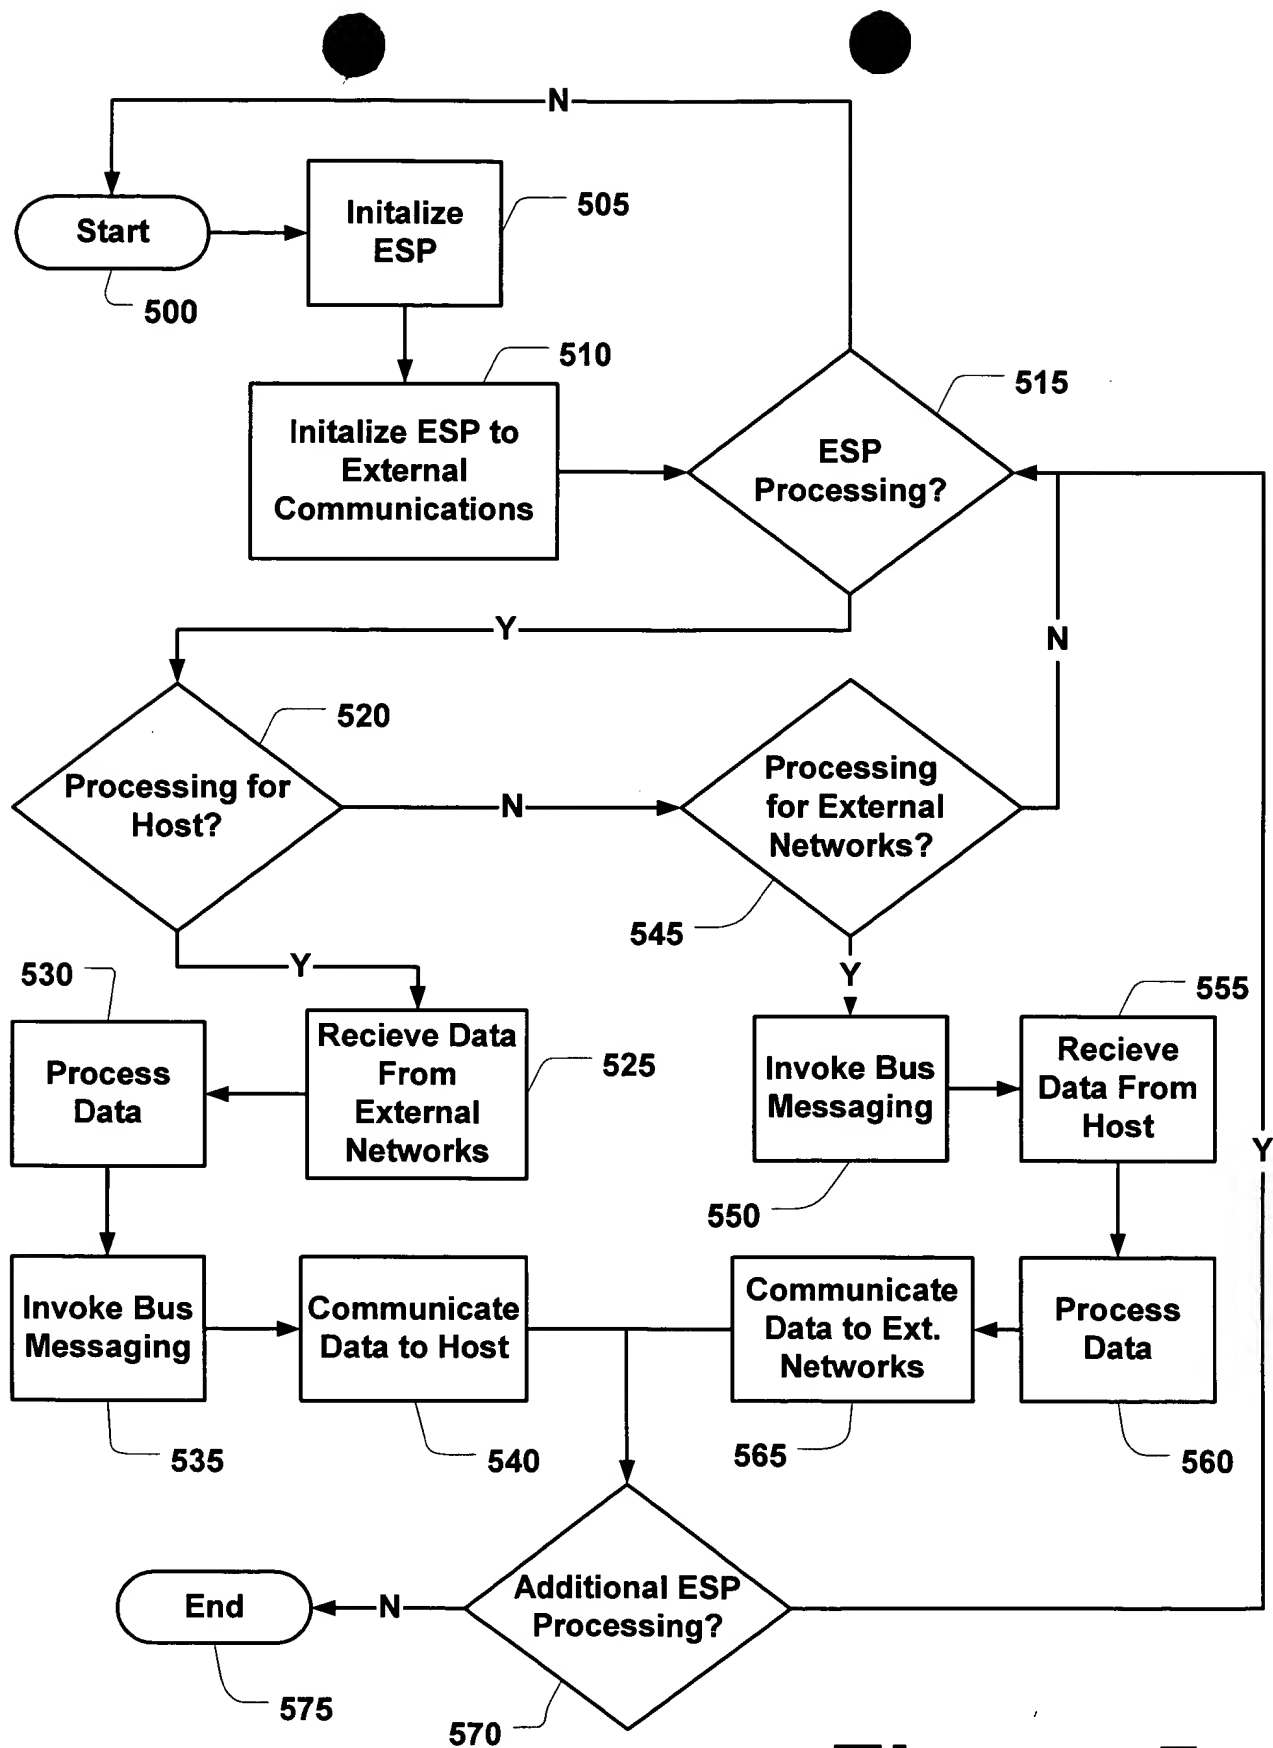 N
Initalize
ESP
505
Start
500
510
515
Initalize ESP to
External
Communications
ESP
Processing?
Y
N
520
Processing for
Host?
N
Processing
for External
Networks?
545
Y
Y
530
555
Process
Data
Recieve Data
From
External
Networks
525
Invoke Bus
Messaging
Recieve
Data From
Host
Y
550
Invoke Bus
Messaging
Communicate
Data to Host
Communicate
Data to Ext.
Networks
Process
Data
535
540
565
560
Additional ESP
Processing?
N
End
575
570